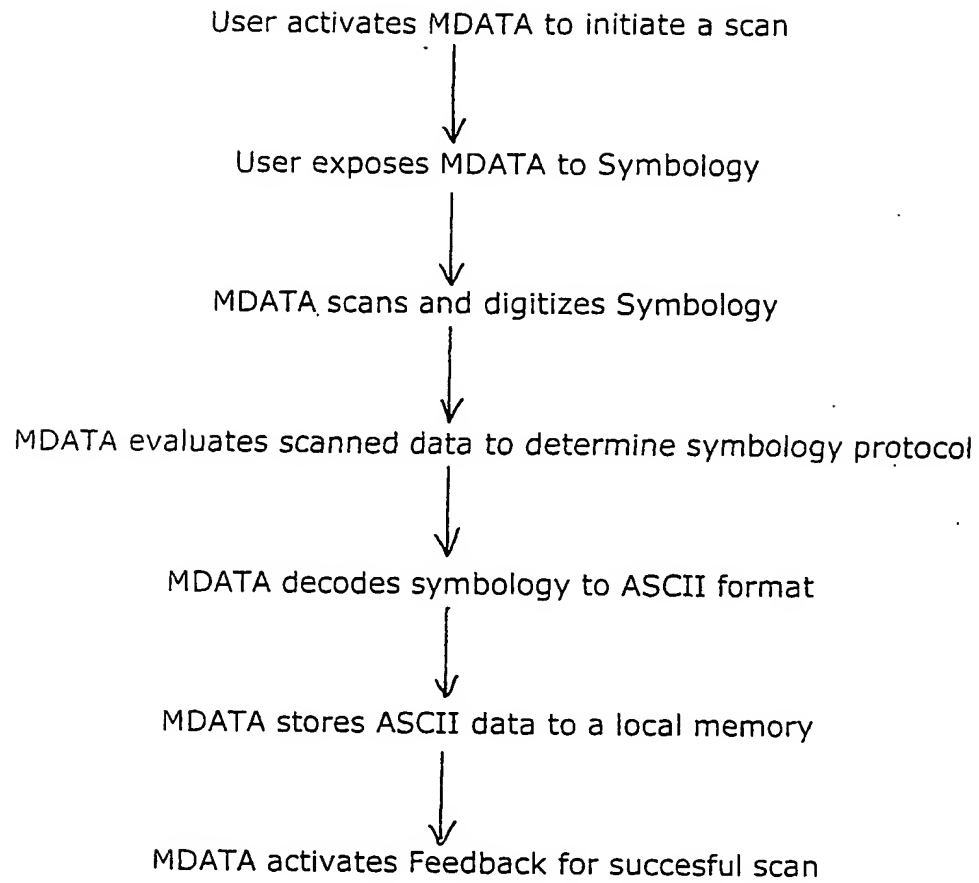 User activates MDATA to initiate a scan
User exposes MDATA to Symbology
MDATA scans and digitizes Symbology
MDATA evaluates scanned data to determine symbology protocol
MDATA decodes symbology to ASCII format
MDATA stores ASCII data to a local memory
MDATA activates Feedback for succesful scan